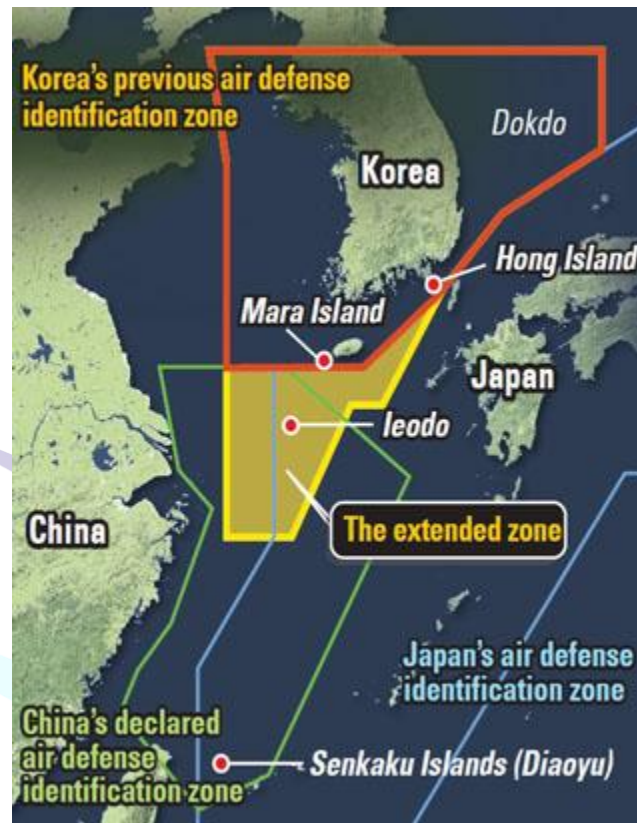 Korea's previous air defense
identification zone
Dokdo
Korea
Hong Island
Mara Island
Japan
Ieodo
China
The extended zone
Japan's air defense
identification zone
China's declared
air defense
identification zone
Senkaku Islands (Diaoyu)